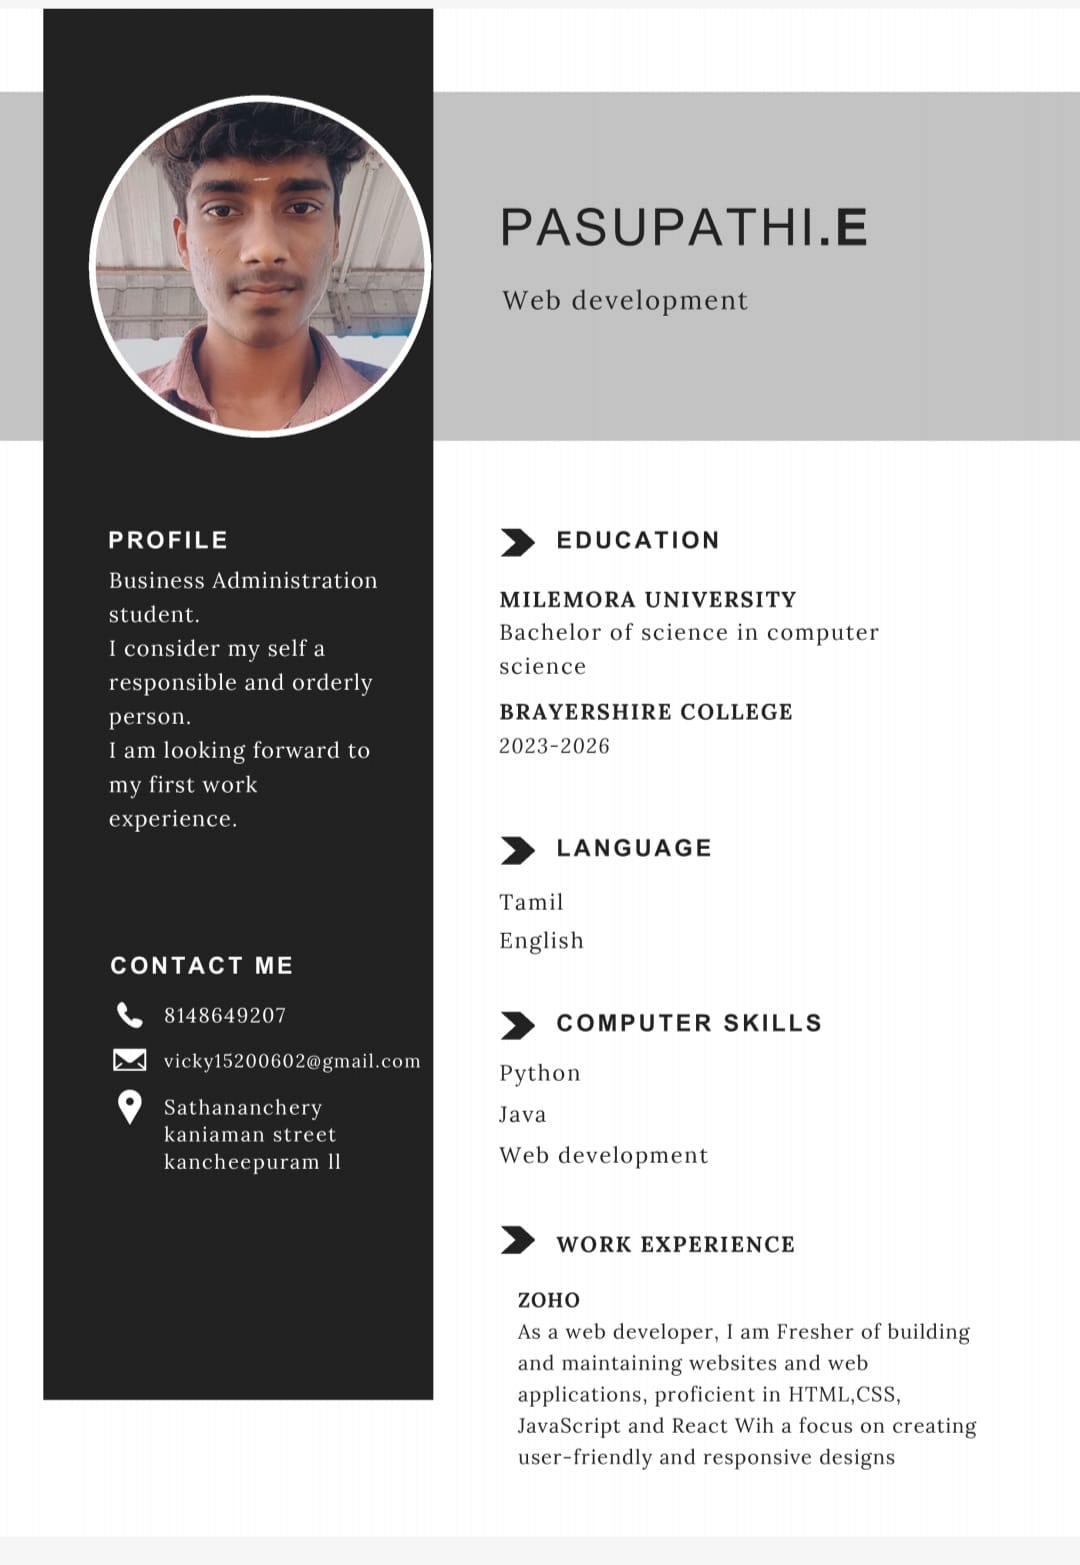 PASUPATHI.E
Web development
PROFILE
Business Administration
student.
I consider my self a
responsible and orderly
person.
I am looking forward to
my first work
experience.
CONTACT ME
8148649207
vicky15200602@gmail.com
Sathananchery
kaniaman street
kancheepuram ll
EDUCATION
MILEMORA UNIVERSITY
Bachelor of science in computer
science
BRAYERSHIRE COLLEGE
2023-2026
LANGUAGE
Tamil
English
COMPUTER SKILLS
Python
Java
Web development
WORK EXPERIENCE
ZOHO
As a web developer, I am Fresher of building
and maintaining websites and web
applications, proficient in HTML,CSS,
JavaScript and React Wih a focus on creating
user-friendly and responsive designs